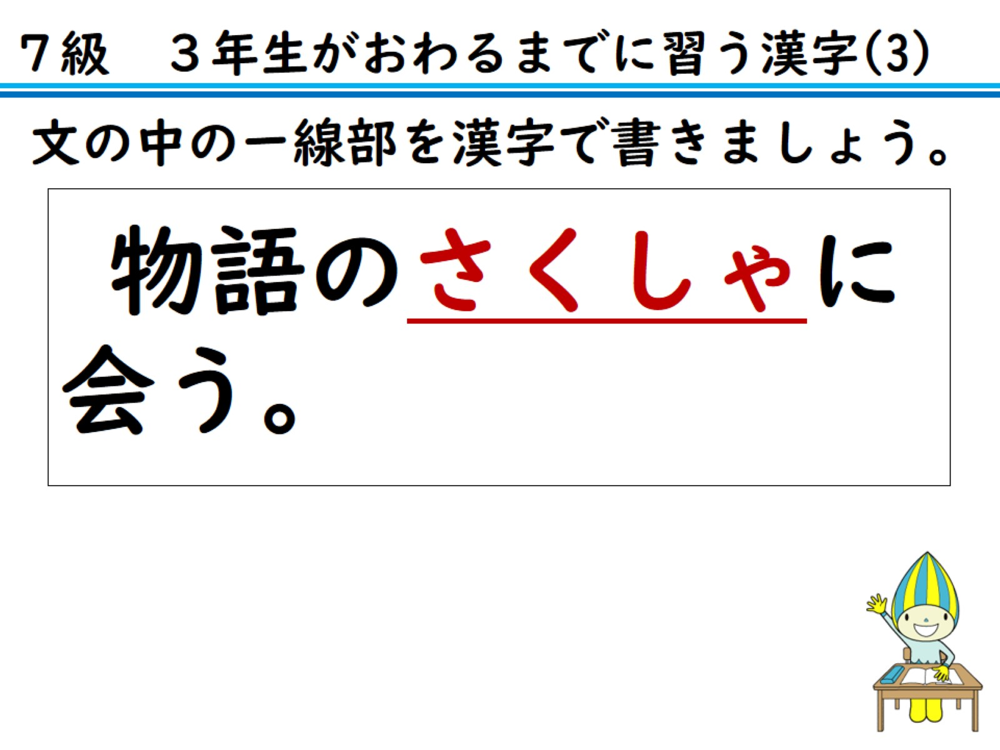 ７級　３年生がおわるまでに習う漢字(3)
文の中の―線部を漢字で書きましょう。
物語のさくしゃに
会う。